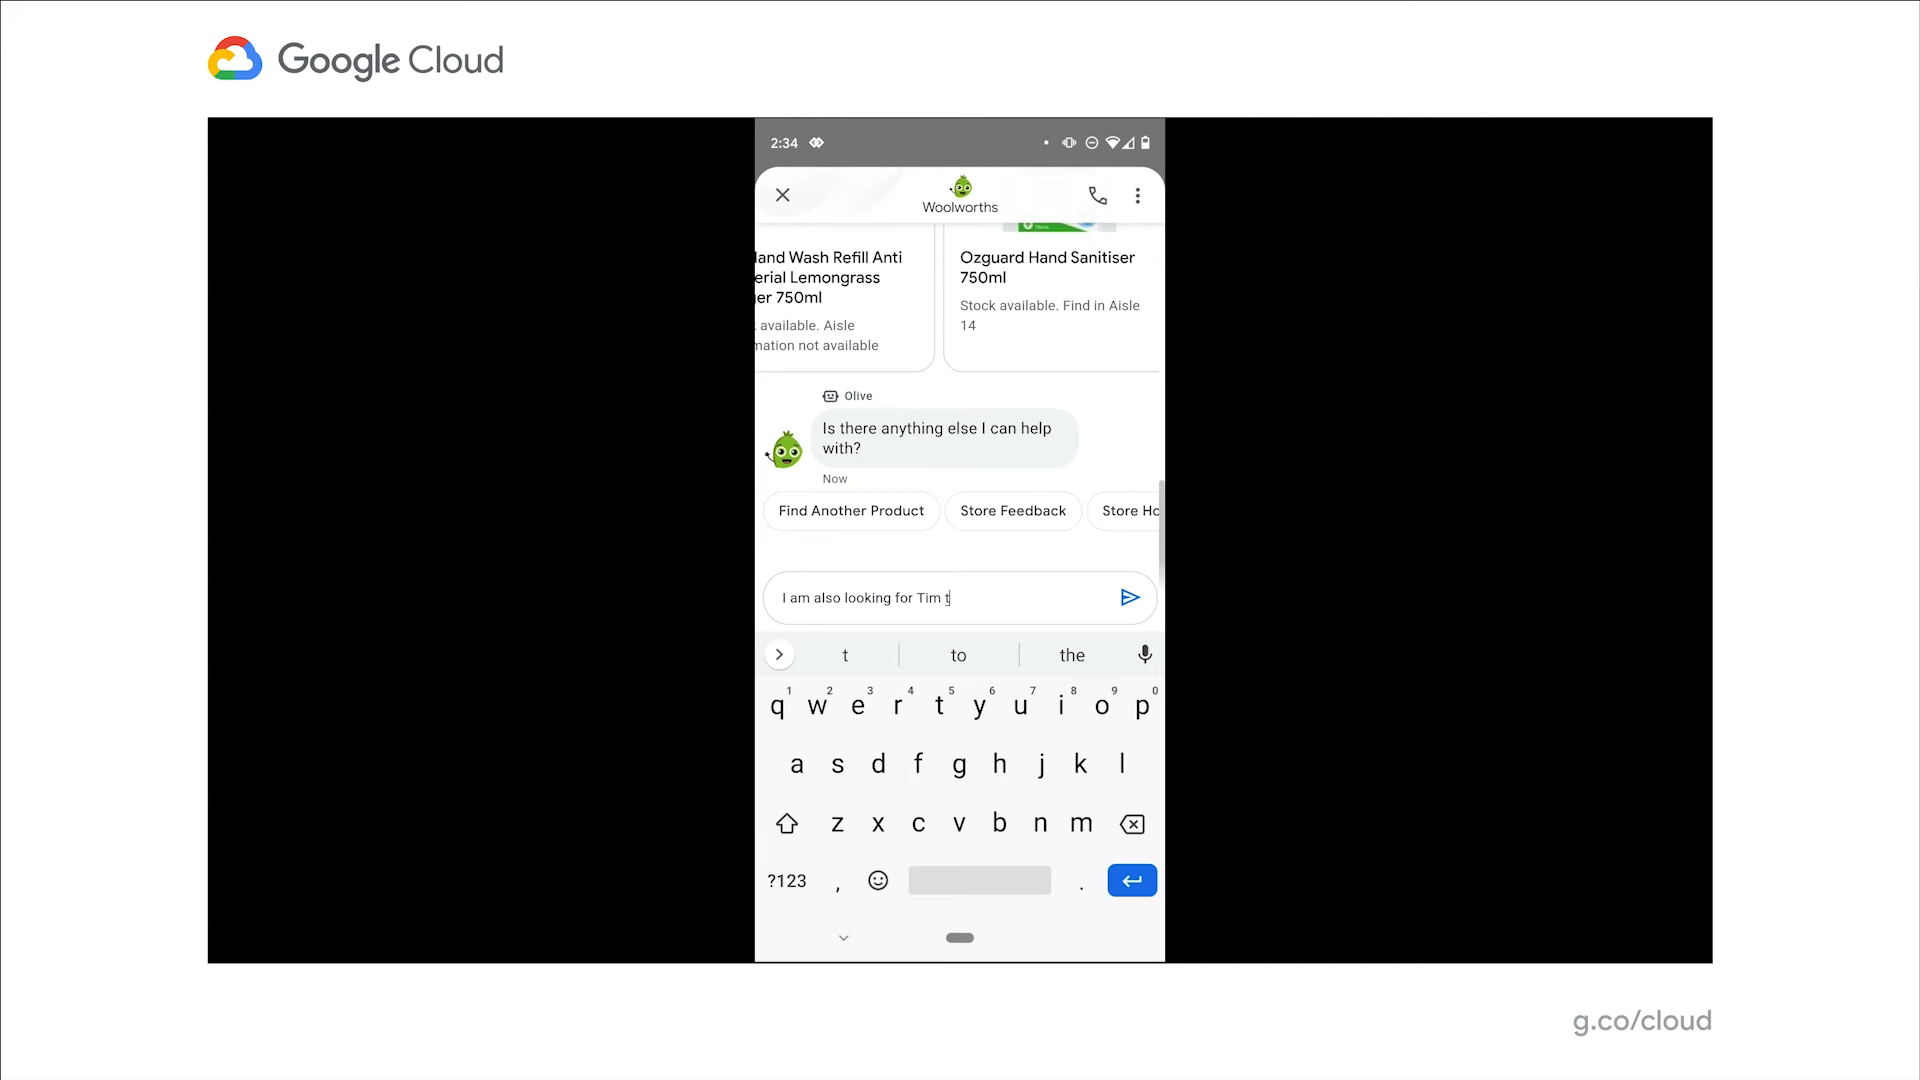 Google Cloud
2:34
Woolworths
land Wash Refill Anti
erial Lemongrass
er 750ml
available. Aisle
mation not available
Ozguard Hand Sanitiser
750ml
Stock available. Find in Aisle
14
Olive
Is there anything else I can help
with?
Now
Find Another Product
Store Feedback
Store Ho
I am also looking for Tim t
t
to
the
1 2 3 4 5 6 7 8 9 0
q w e r t y u i o p
a s d f g h j k l
z x c v b n m
?123 , .
g.co/cloud